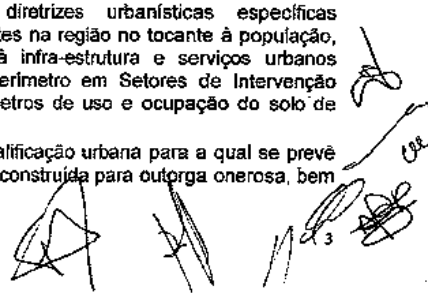 diretrizes urbanísticas específicas
tes na região no tocante à população,
à infra-estrutura e serviços urbanos
erímetro em Setores de Intervenção
etros de uso e ocupação do solo de
alificação urbana para a qual se prevê
construída para outorga onerosa, bem
3